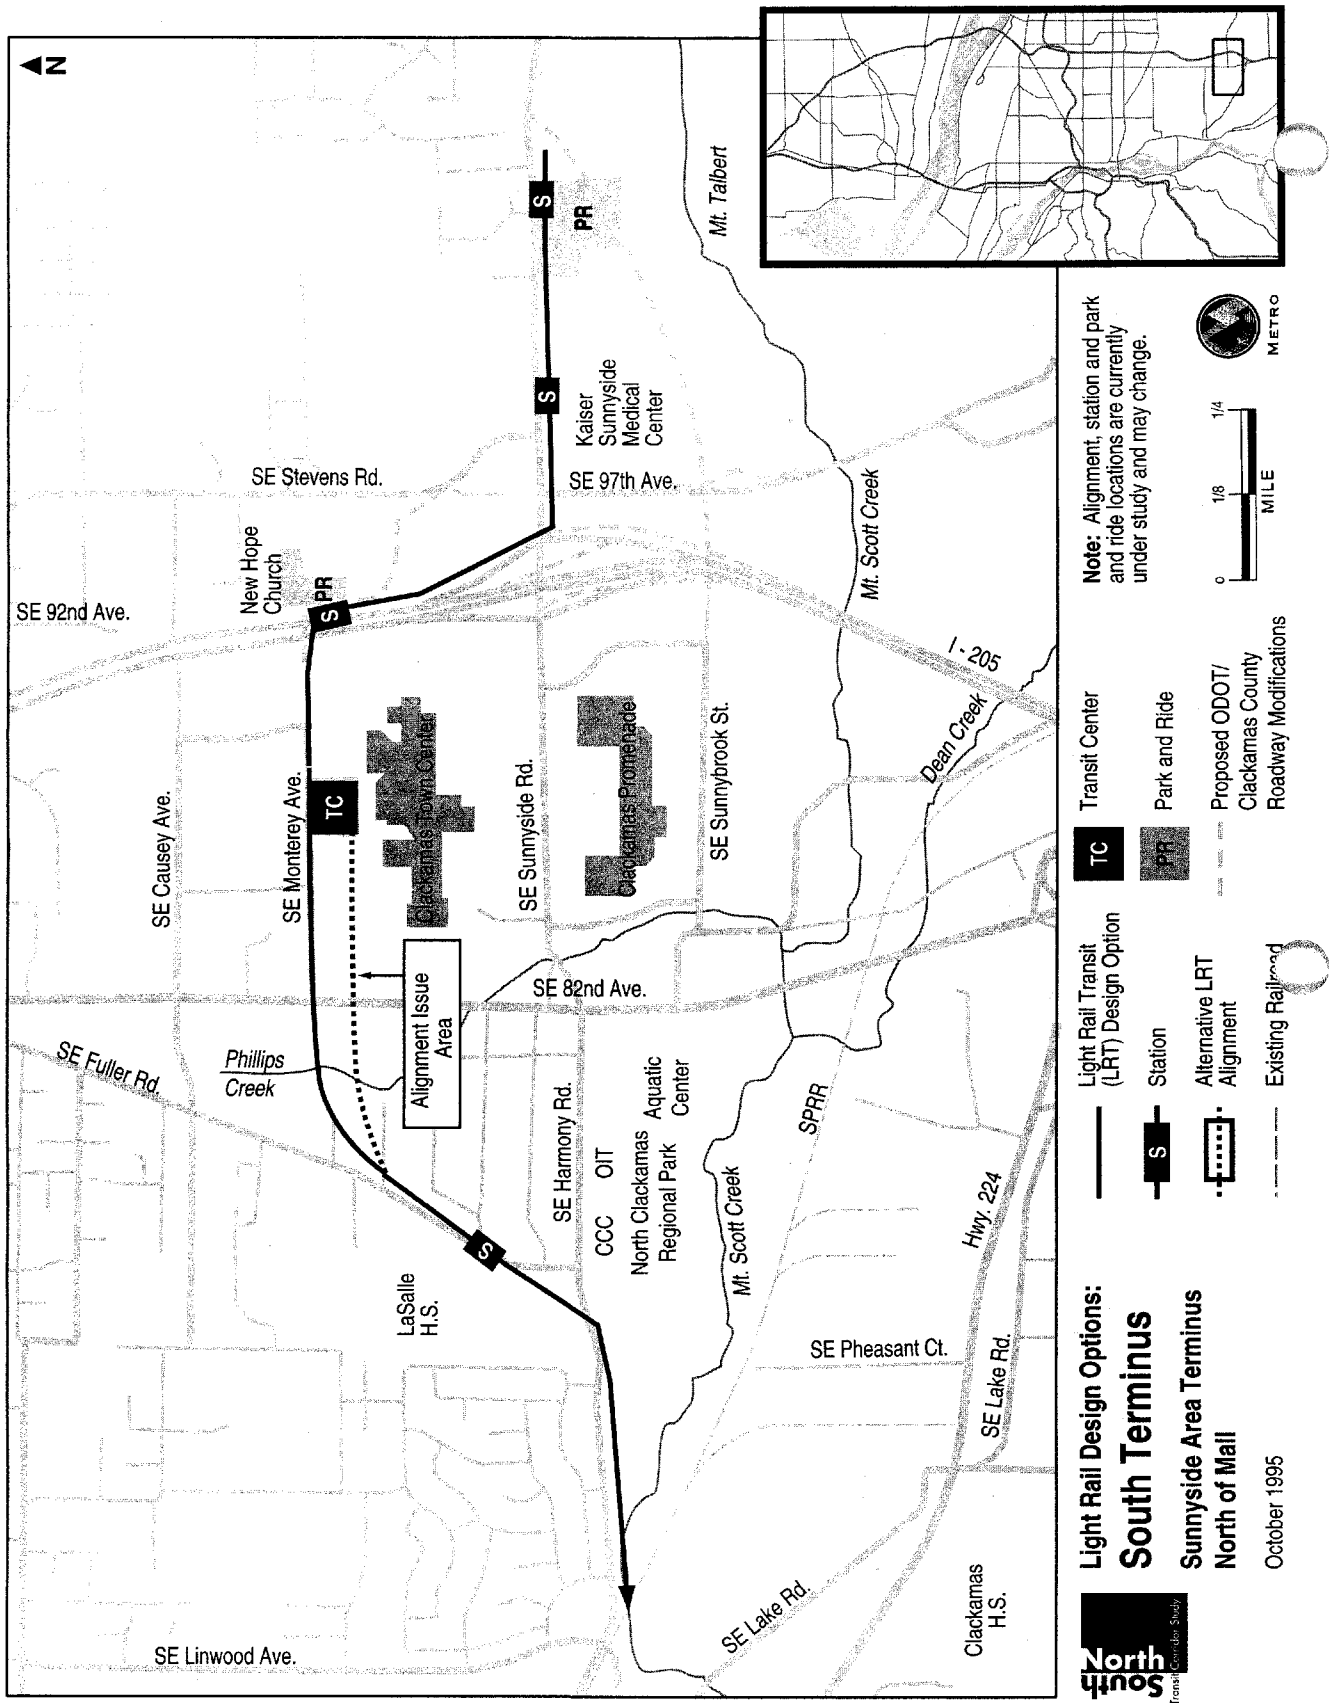 N
SE 92nd Ave.
New Hope
Church
PR
S
SE Stevens Rd.
S
S
PR
Kaiser
Sunnyside
Medical
Center
SE 97th Ave.
Mt. Talbert
SE Causey Ave.
SE Monterey Ave.
TC
Clackamas Town Center
SE Sunnyside Rd.
Clackamas Promenade
SE Sunnybrook St.
Mt. Scott Creek
I - 205
Dean Creek
SE Fuller Rd.
Phillips
Creek
Alignment Issue
Area
SE 82nd Ave.
SE Harmony Rd.
CCC
OIT
Aquatic
Center
North Clackamas
Regional Park
Mt. Scott Creek
SPRR
Hwy. 224
S
LaSalle
H.S.
SE Pheasant Ct.
SE Lake Rd.
SE Linwood Ave.
SE Lake Rd.
Clackamas
H.S.
North
South
Transit Corridor Study
Light Rail Design Options:
South Terminus
Sunnyside Area Terminus
North of Mall
October 1995
Light Rail Transit
(LRT) Design Option
S
Station
Alternative LRT
Alignment
Existing Railroad
TC
Transit Center
PR
Park and Ride
Proposed ODOT/
Clackamas County
Roadway Modifications
Note: Alignment, station and park
and ride locations are currently
under study and may change.
0 1/8 1/4
MILE
METRO